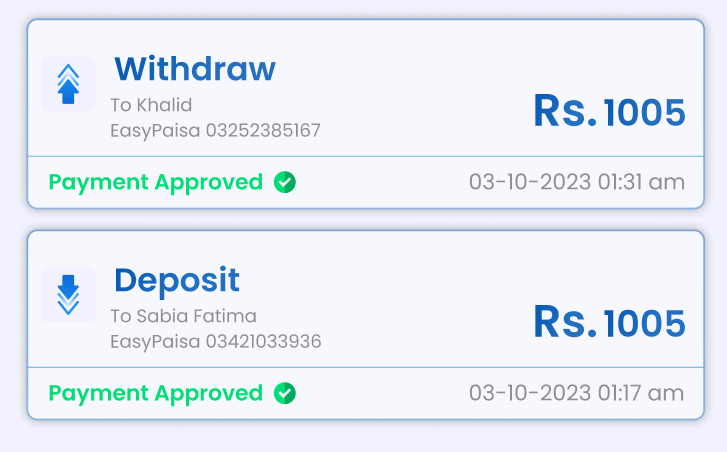 Withdraw
To Khalid
EasyPaisa 03252385167
Rs. 1005
Payment Approved
03-10-2023 01:31 am
Deposit
To Sabia Fatima
EasyPaisa 03421033936
Rs. 1005
Payment Approved
03-10-2023 01:17 am